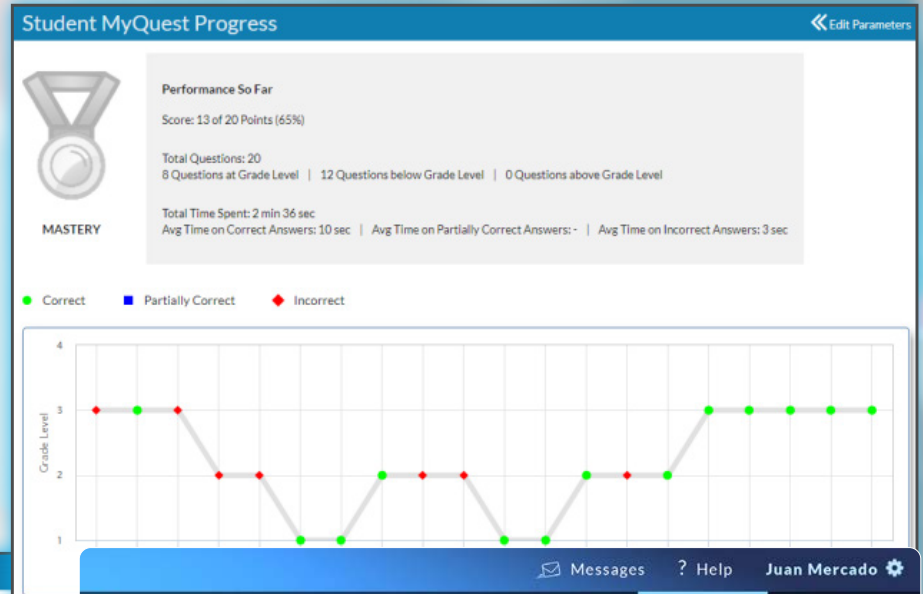 Student MyQuest Progress
Edit Parameters
Performance So Far
Score: 13 of 20 Points (65%)
Total Questions: 20
8 Questions at Grade Level | 12 Questions below Grade Level | 0 Questions above Grade Level
Total Time Spent: 2 min 36 sec
Avg Time on Correct Answers: 10 sec | Avg Time on Partially Correct Answers: - | Avg Time on Incorrect Answers: 3 sec
MASTERY
Correct Partially Correct Incorrect
4
3
Grade Level
2
1
Messages ? Help Juan Mercado